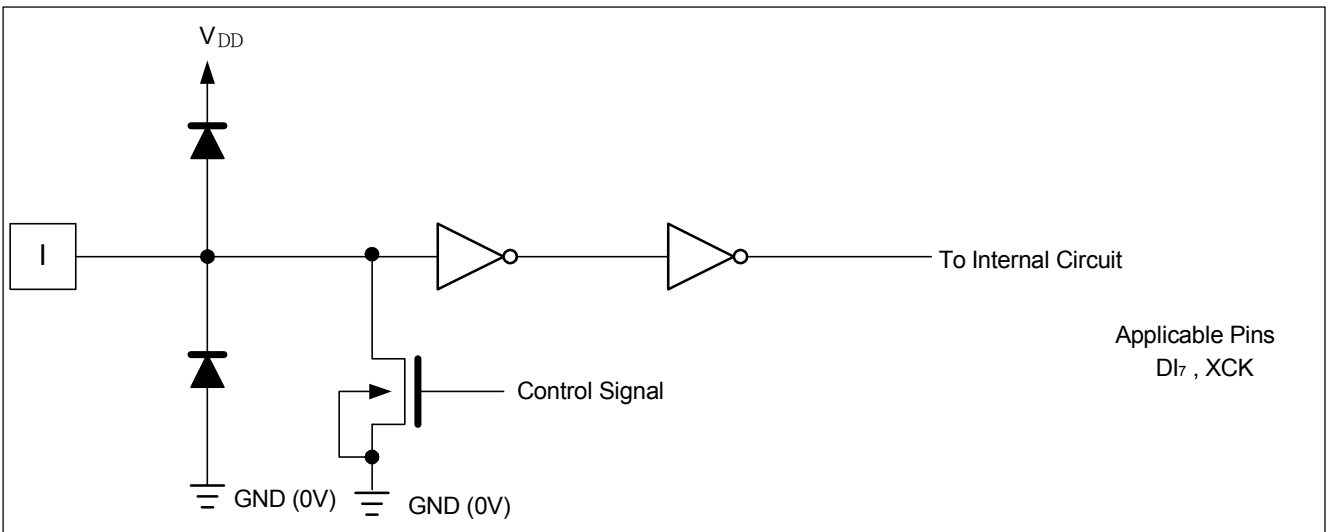 VDD
I
To Internal Circuit
Applicable Pins
DI7 , XCK
Control Signal
GND (0V)
GND (0V)